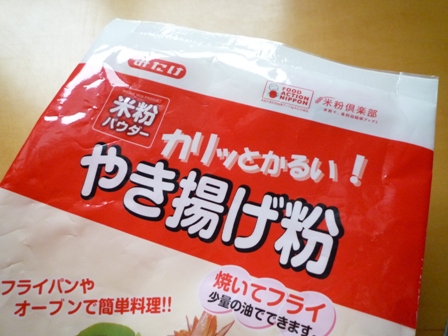 みたけ
FOOD
ACTION
NIPPON
米粉倶楽部
米粉
パウダー
カリッとかるい！
やき揚げ粉
フライパンや
オーブンで簡単料理!!
焼いてフライ
少量の油でできます